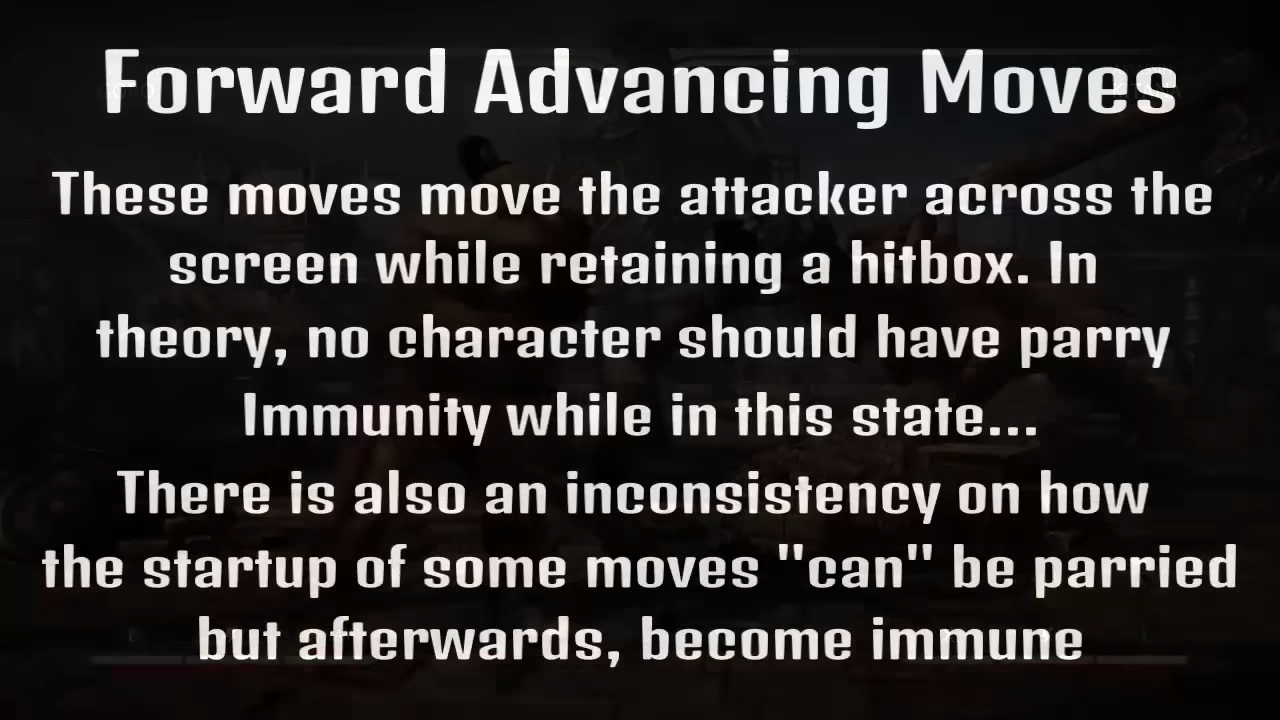 Forward Advancing Moves
These moves move the attacker across the
screen while retaining a hitbox. In
theory, no character should have parry
Immunity while in this state...
There is also an inconsistency on how
the startup of some moves "can" be parried
but afterwards, become immune